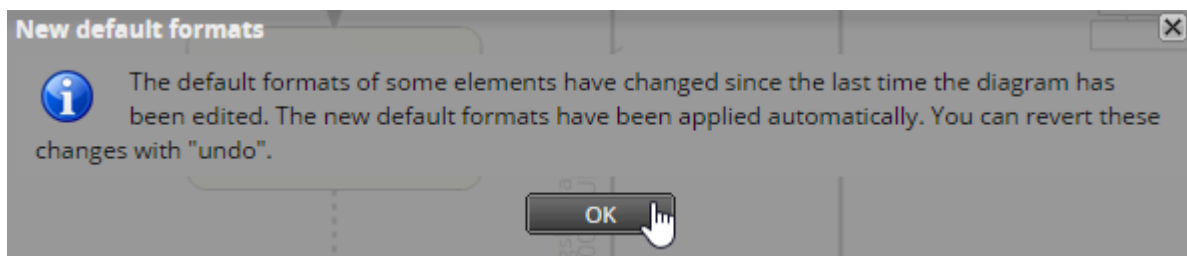 New default formats
The default formats of some elements have changed since the last time the diagram has
been edited. The new default formats have been applied automatically. You can revert these
changes with "undo".
OK